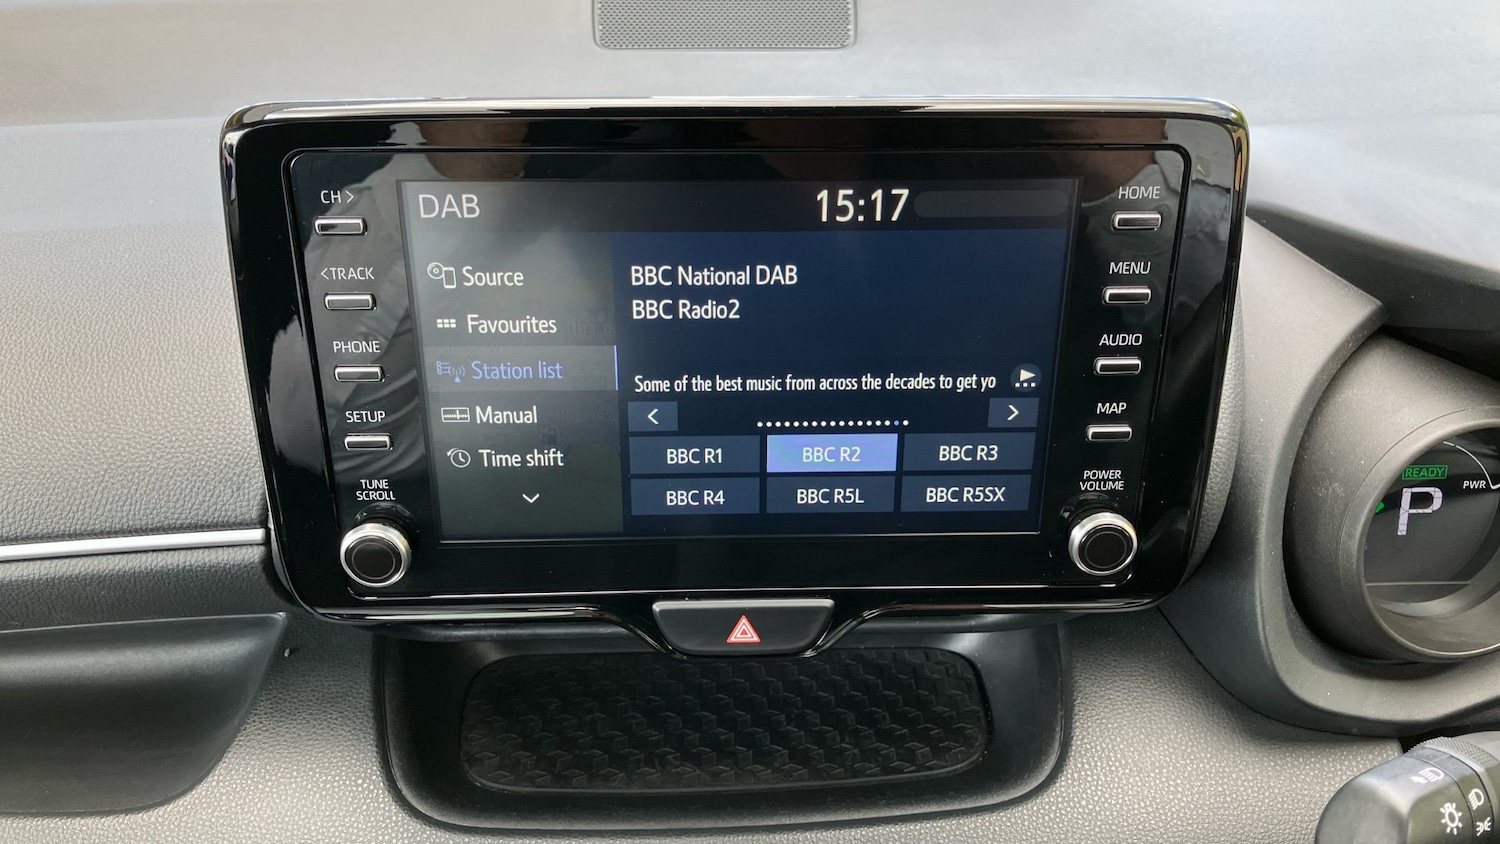 CH >
< TRACK
PHONE
SETUP
TUNE
SCROLL
DAB
15:17
Source
Favourites
Station list
Manual
Time shift
BBC National DAB
BBC Radio2
Some of the best music from across the decades to get yo
<
>
BBC R1
BBC R2
BBC R3
BBC R4
BBC R5L
BBC R5SX
HOME
MENU
AUDIO
MAP
POWER
VOLUME
READY
P
PWR